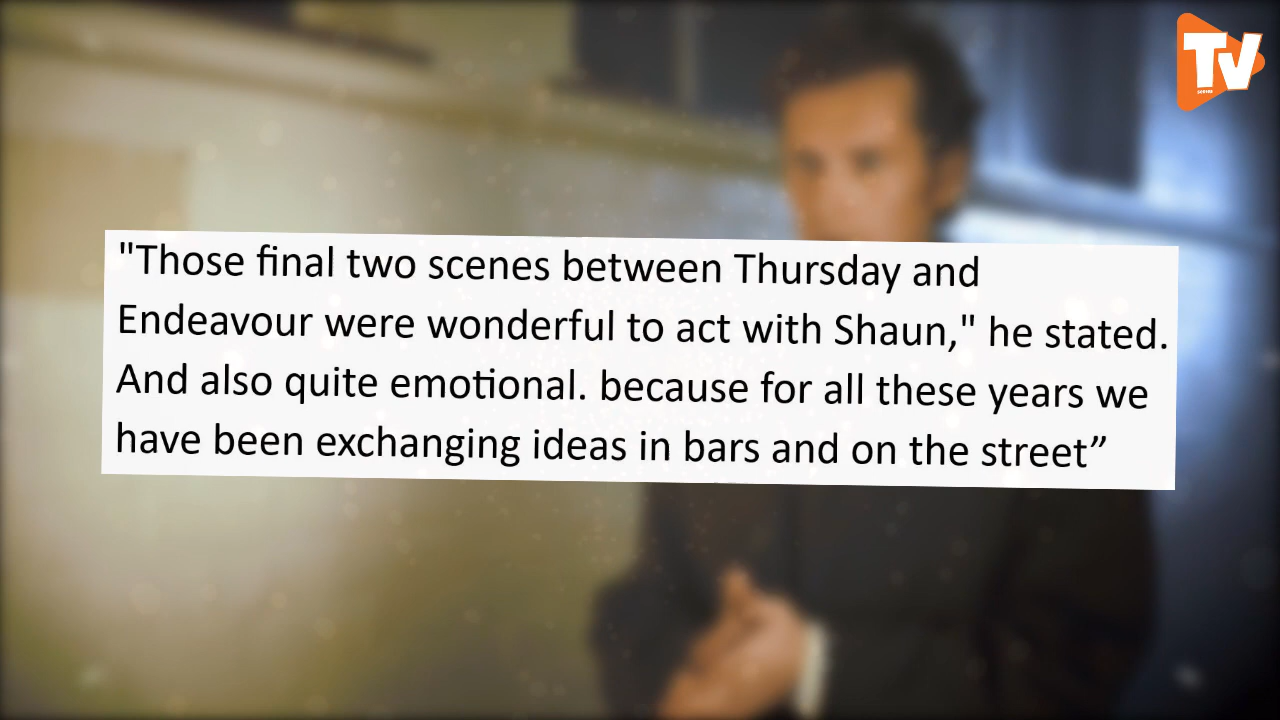 TV
"Those final two scenes between Thursday and
Endeavour were wonderful to act with Shaun," he stated.
And also quite emotional. because for all these years we
have been exchanging ideas in bars and on the street”